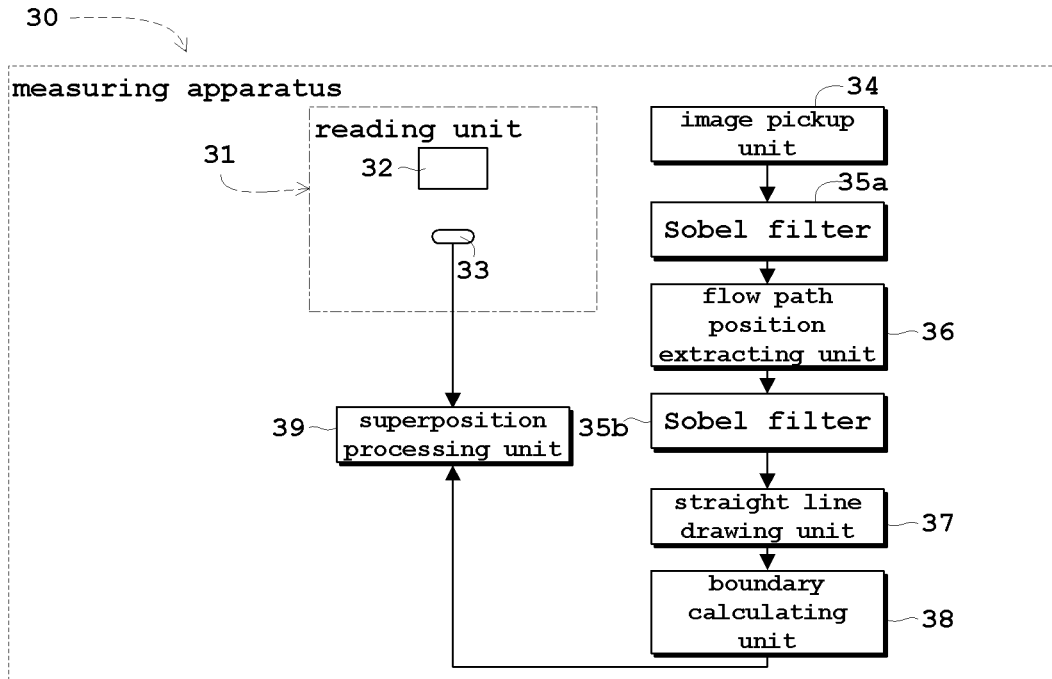 30
measuring apparatus
34
image pickup
unit
reading unit
31
32
35a
Sobel filter
33
flow path
position
extracting unit
36
39
superposition
processing unit
35b
Sobel filter
straight line
drawing unit
37
boundary
calculating
unit
38